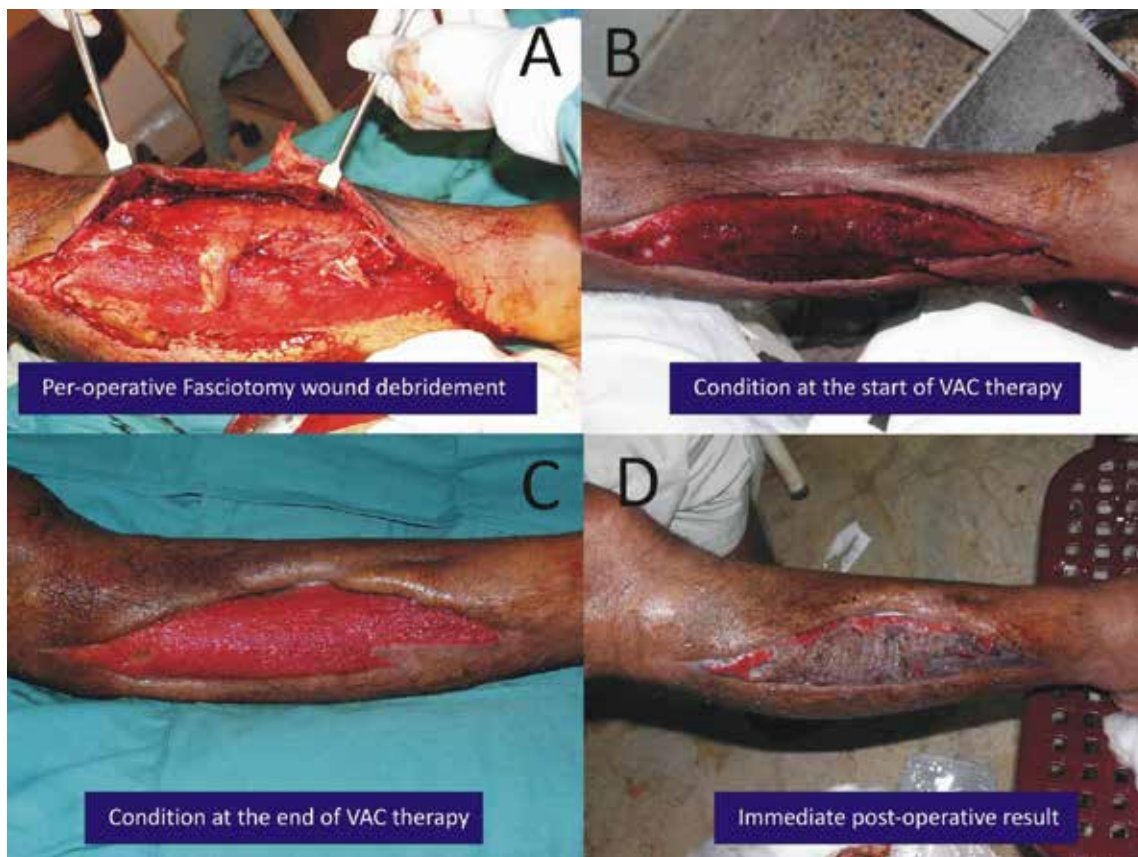 A
B
Per-operative Fasciotomy wound debridement
Condition at the start of VAC therapy
C
D
Condition at the end of VAC therapy
Immediate post-operative result